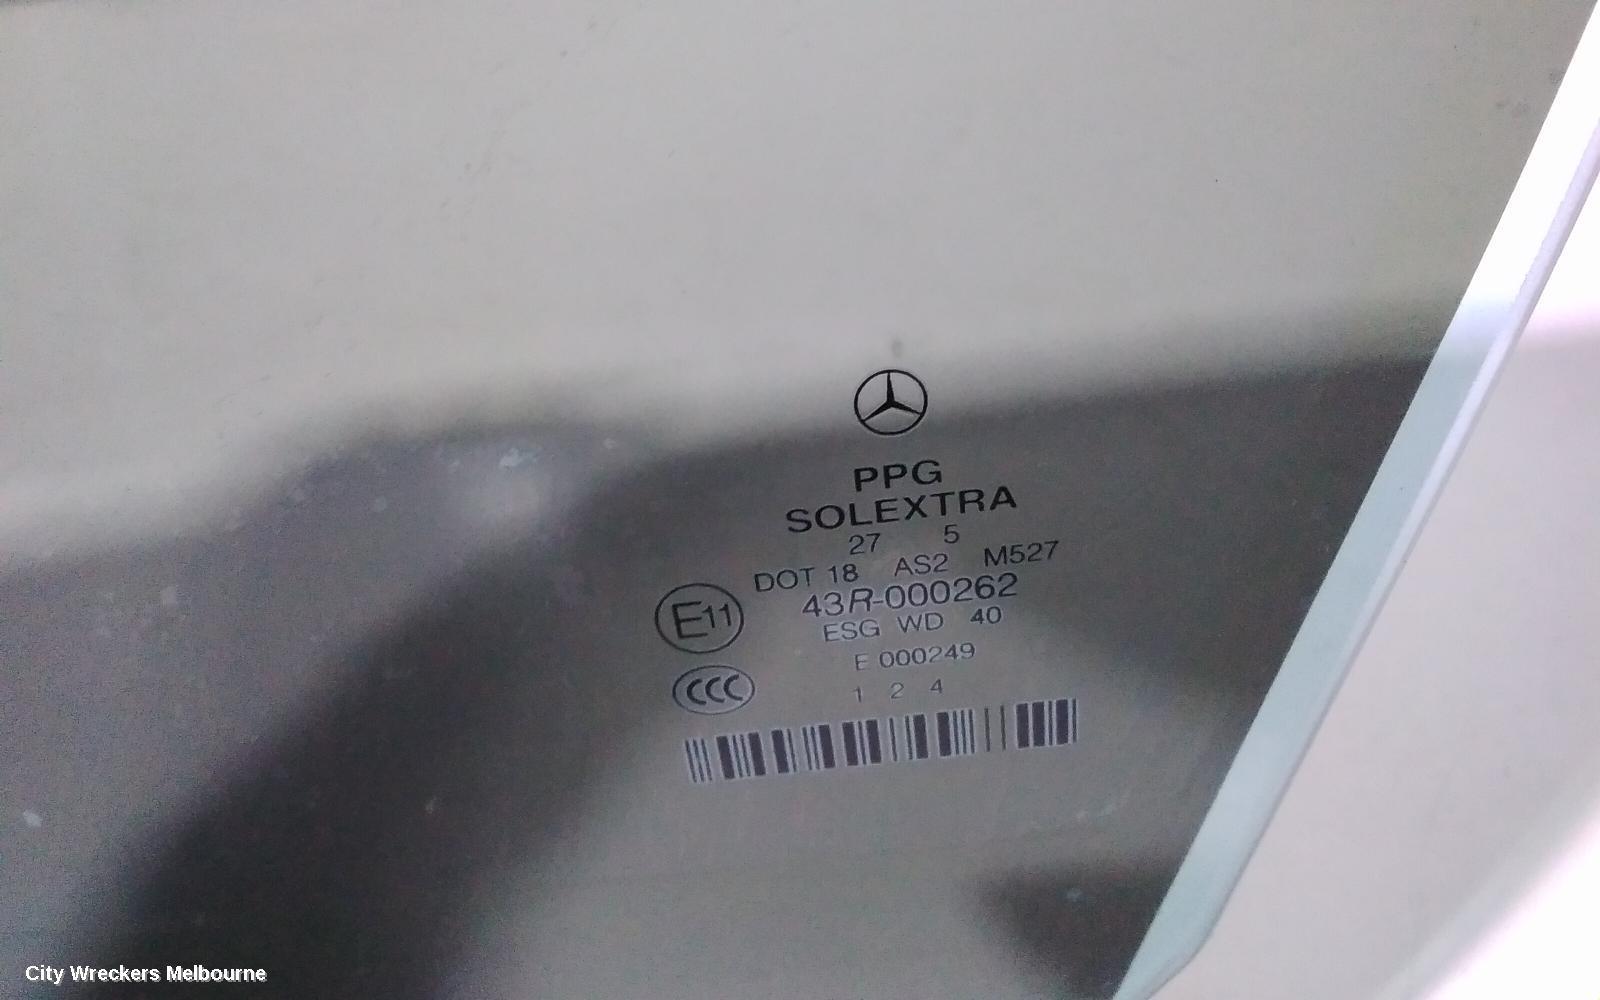 PPG
SOLEXTRA
27 5
DOT 18 AS2 M527
43R-000262
E11
ESG WD 40
E 000249
CCC
1 2 4
City Wreckers Melbourne